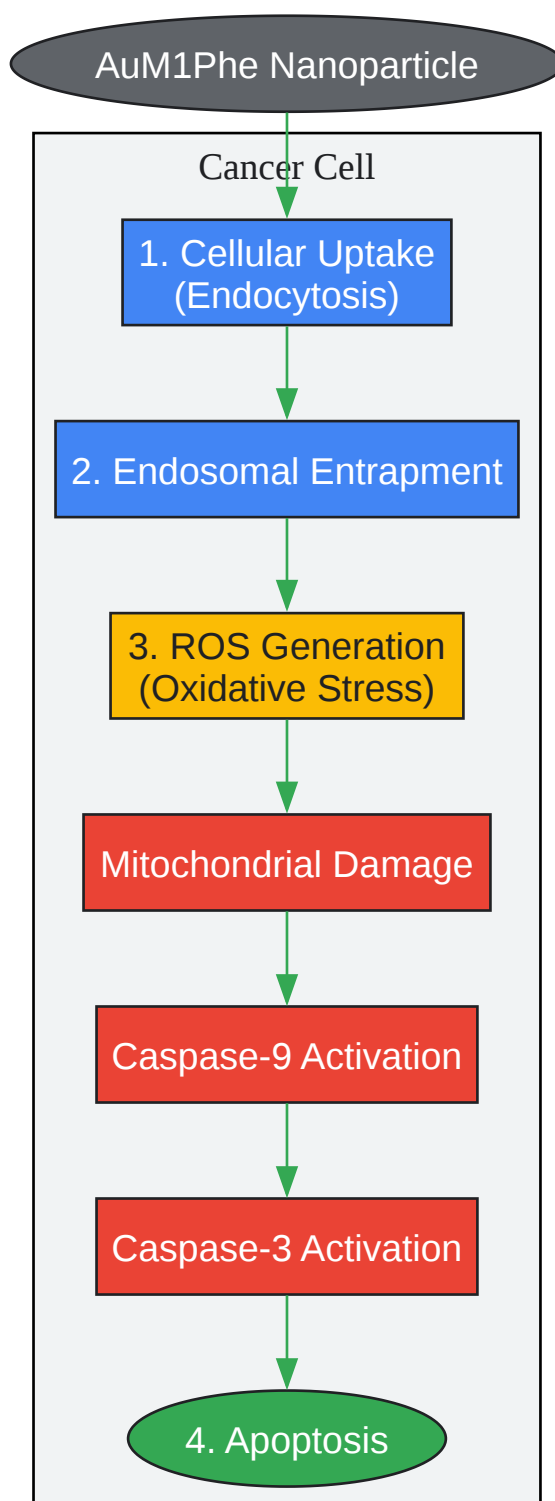 AuM1Phe Nanoparticle
Cancer Cell
1. Cellular Uptake
(Endocytosis)
2. Endosomal Entrapment
3. ROS Generation
(Oxidative Stress)
Mitochondrial Damage
Caspase-9 Activation
Caspase-3 Activation
4. Apoptosis